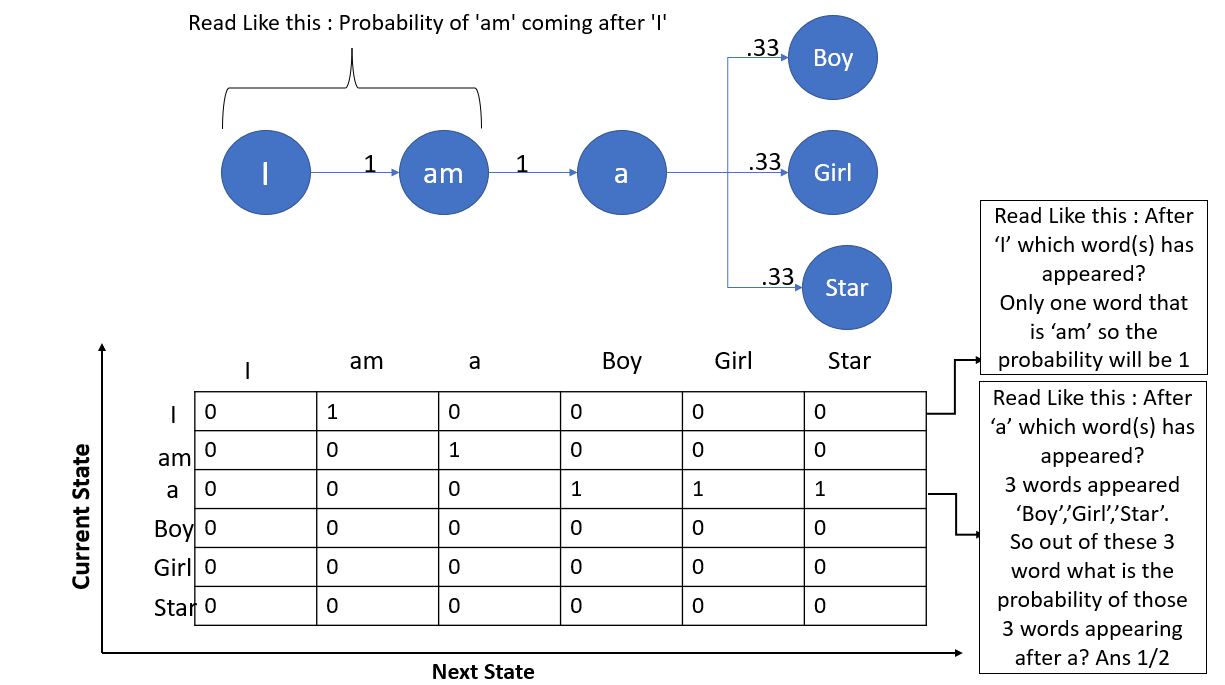 Read Like this : Probability of 'am' coming after 'I'
.33 Boy
I 1 am 1 a .33 Girl
.33 Star
Read Like this : After
‘I’ which word(s) has
appeared?
Only one word that
is ‘am’ so the
probability will be 1
I am a Boy Girl Star
I 0 1 0 0 0 0
am 0 0 1 0 0 0
a 0 0 0 1 1 1
Boy 0 0 0 0 0 0
Girl 0 0 0 0 0 0
Star 0 0 0 0 0 0
Current State
Next State
Read Like this : After
‘a’ which word(s) has
appeared?
3 words appeared
‘Boy’,’Girl’,’Star’.
So out of these 3
word what is the
probability of those
3 words appearing
after a? Ans 1/2